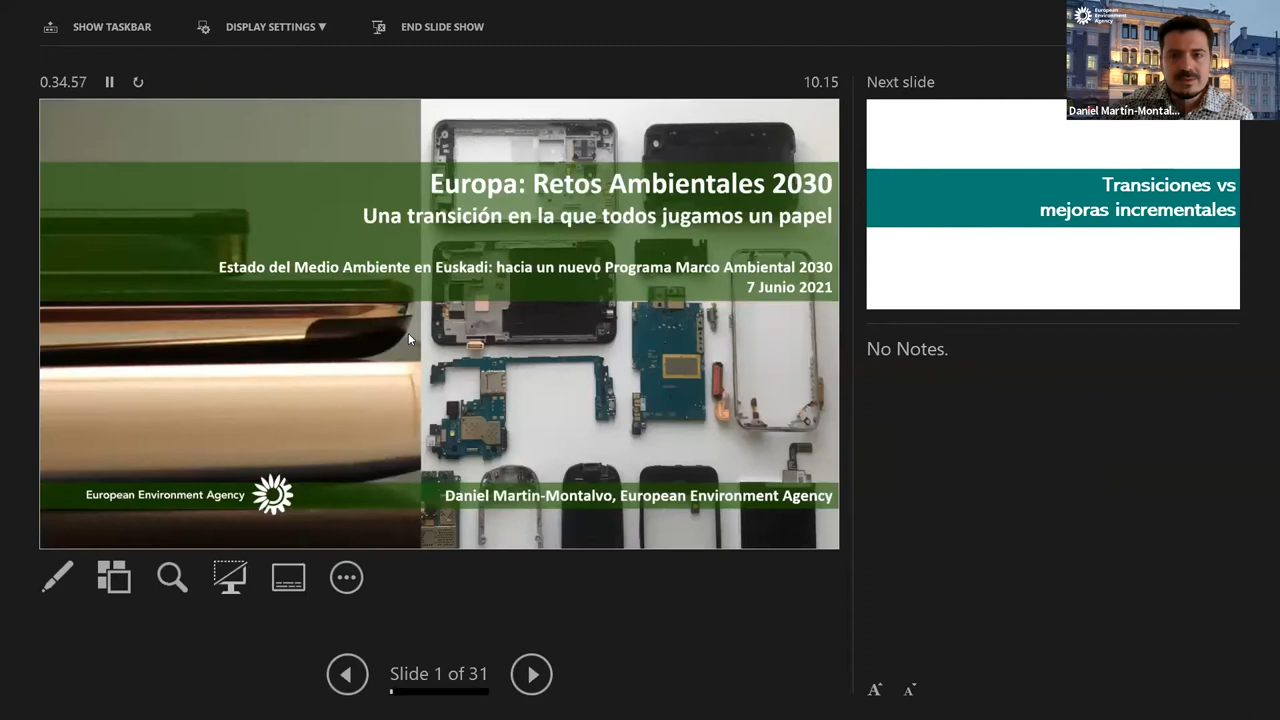 SHOW TASKBAR
DISPLAY SETTINGS ▼
END SLIDE SHOW
European
Environment
Agency
Daniel Martín-Montal...
0.34.57
10.15
Next slide
Europa: Retos Ambientales 2030
Una transición en la que todos jugamos un papel
Estado del Medio Ambiente en Euskadi: hacia un nuevo Programa Marco Ambiental 2030
7 Junio 2021
European Environment Agency
Daniel Martin-Montalvo, European Environment Agency
Transiciones vs
mejoras incrementales
No Notes.
Slide 1 of 31
A A